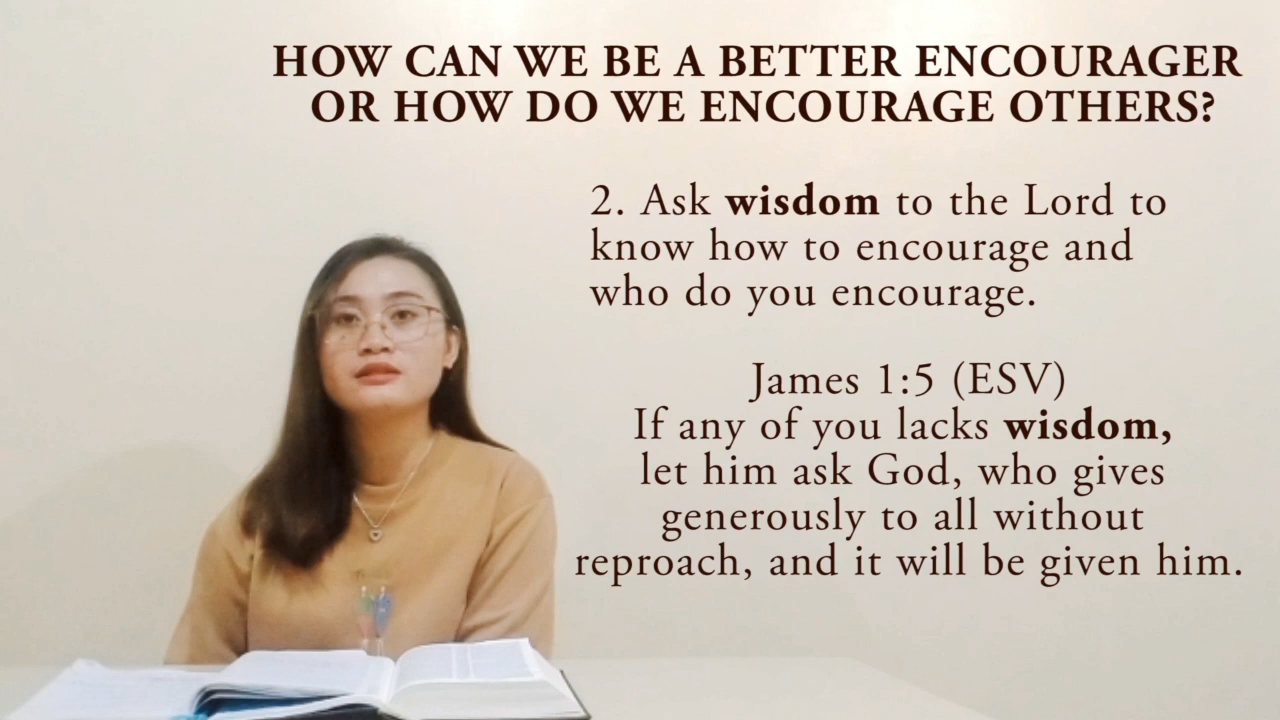 HOW CAN WE BE A BETTER ENCOURAGER
OR HOW DO WE ENCOURAGE OTHERS?
2. Ask wisdom to the Lord to
know how to encourage and
who do you encourage.
James 1:5 (ESV)
If any of you lacks wisdom,
let him ask God, who gives
generously to all without
reproach, and it will be given him.